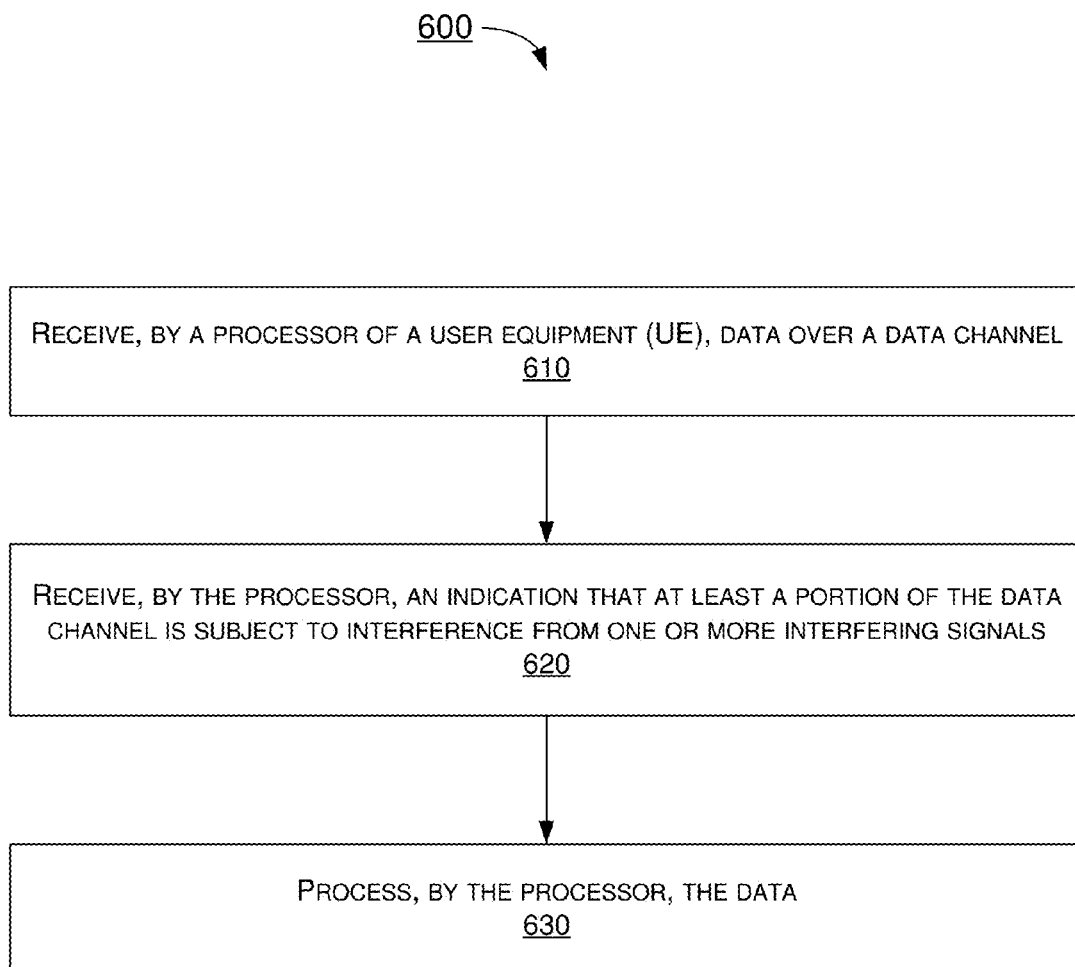 600
RECEIVE, BY A PROCESSOR OF A USER EQUIPMENT (UE), DATA OVER A DATA CHANNEL
610
RECEIVE, BY THE PROCESSOR, AN INDICATION THAT AT LEAST A PORTION OF THE DATA
CHANNEL IS SUBJECT TO INTERFERENCE FROM ONE OR MORE INTERFERING SIGNALS
620
PROCESS, BY THE PROCESSOR, THE DATA
630